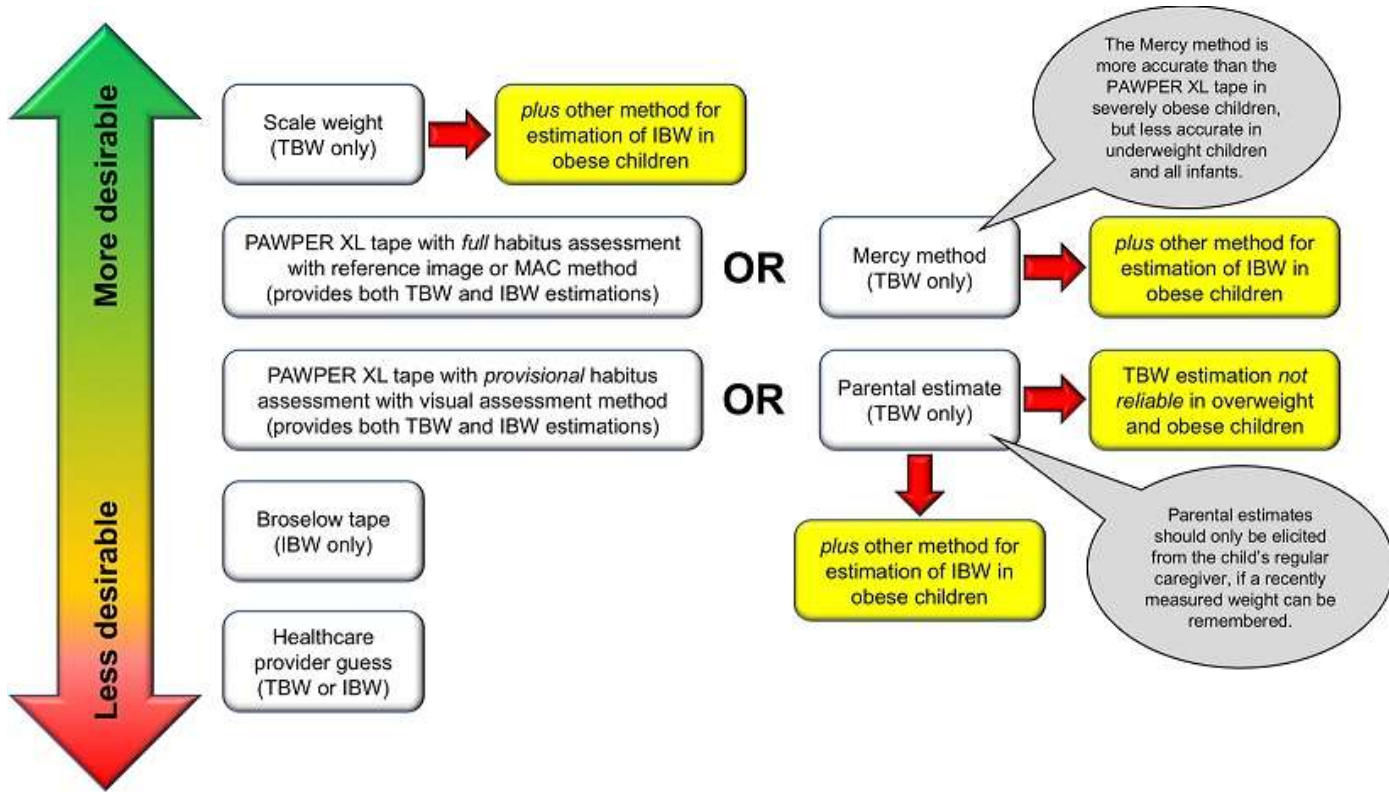 More desirable
Less desirable
Scale weight
(TBW only)
plus other method for
estimation of IBW in
obese children
The Mercy method is
more accurate than the
PAWPER XL tape in
severely obese children,
but less accurate in
underweight children
and all infants.
PAWPER XL tape with full habitus assessment
with reference image or MAC method
(provides both TBW and IBW estimations)
OR
Mercy method
(TBW only)
plus other method for
estimation of IBW in
obese children
PAWPER XL tape with provisional habitus
assessment with visual assessment method
(provides both TBW and IBW estimations)
OR
Parental estimate
(TBW only)
TBW estimation not
reliable in overweight
and obese children
Broselow tape
(IBW only)
plus other method for
estimation of IBW in
obese children
Parental estimates
should only be elicited
from the child's regular
caregiver, if a recently
measured weight can be
remembered.
Healthcare
provider guess
(TBW or IBW)